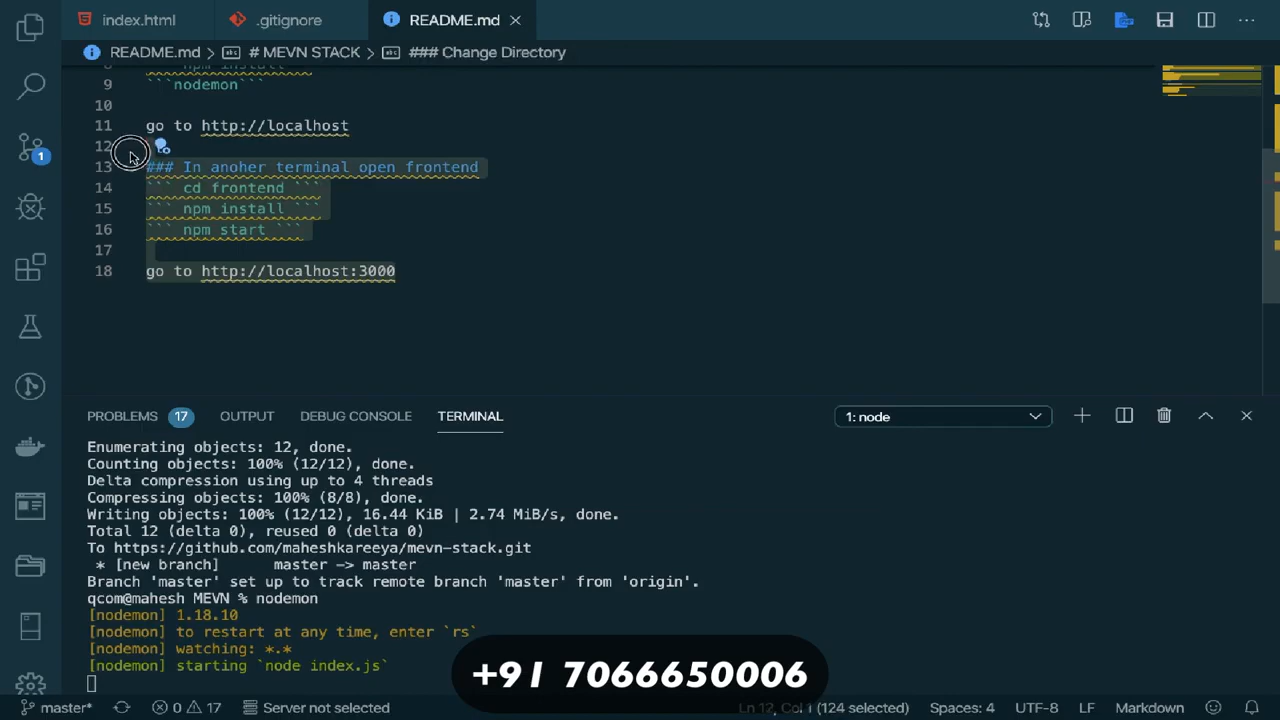 index.html
.gitignore
README.md
README.md > # MEVN STACK > ### Change Directory
9 ```nodemon```
10
11 go to http://localhost
12
13 ### In anoher terminal open frontend
14 ``` cd frontend ```
15 ``` npm install ```
16 ``` npm start ```
17
18 go to http://localhost:3000
1
PROBLEMS 17 OUTPUT DEBUG CONSOLE TERMINAL 1: node
Enumerating objects: 12, done.
Counting objects: 100% (12/12), done.
Delta compression using up to 4 threads
Compressing objects: 100% (8/8), done.
Writing objects: 100% (12/12), 16.44 KiB | 2.74 MiB/s, done.
Total 12 (delta 0), reused 0 (delta 0)
To https://github.com/maheshkareeya/mevn-stack.git
* [new branch] master -> master
Branch 'master' set up to track remote branch 'master' from 'origin'.
qcom@mahesh MEVN % nodemon
[nodemon] 1.18.10
[nodemon] to restart at any time, enter `rs`
[nodemon] watching: *.*
[nodemon] starting `node index.js`
+91 7066650006
master* 0 17 Server not selected Ln 12, Col 1 (124 selected) Spaces: 4 UTF-8 LF Markdown